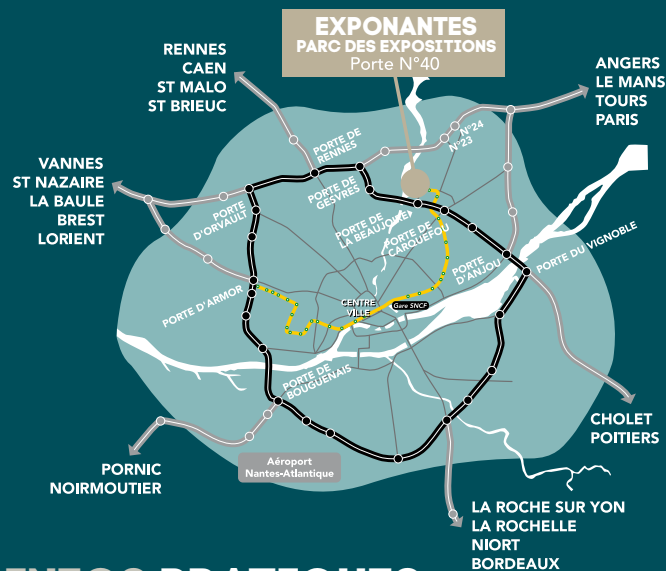 EXPONANTES
PARC DES EXPOSITIONS
Porte N°40
RENNES
CAEN
ST MALO
ST BRIEUC
ANGERS
LE MANS
TOURS
PARIS
VANNES
ST NAZAIRE
LA BAULE
BREST
LORIENT
PORTE DE
RENNES
N°24
N°23
PORTE DE
GESVRES
PORTE
D'ORVAULT
PORTE DE
LA BEAUJOIRE
PORTE DE
CARQUEFOU
PORTE
D'ANJOU
PORTE DU VIGNOBLE
PORTE D'ARMOR
CENTRE
VILLE
Gare SNCF
PORTE DE
BOUGUENAIS
Aéroport
Nantes-Atlantique
PORNIC
NOIRMOUTIER
CHOLET
POITIERS
LA ROCHE SUR YON
LA ROCHELLE
NIORT
BORDEAUX